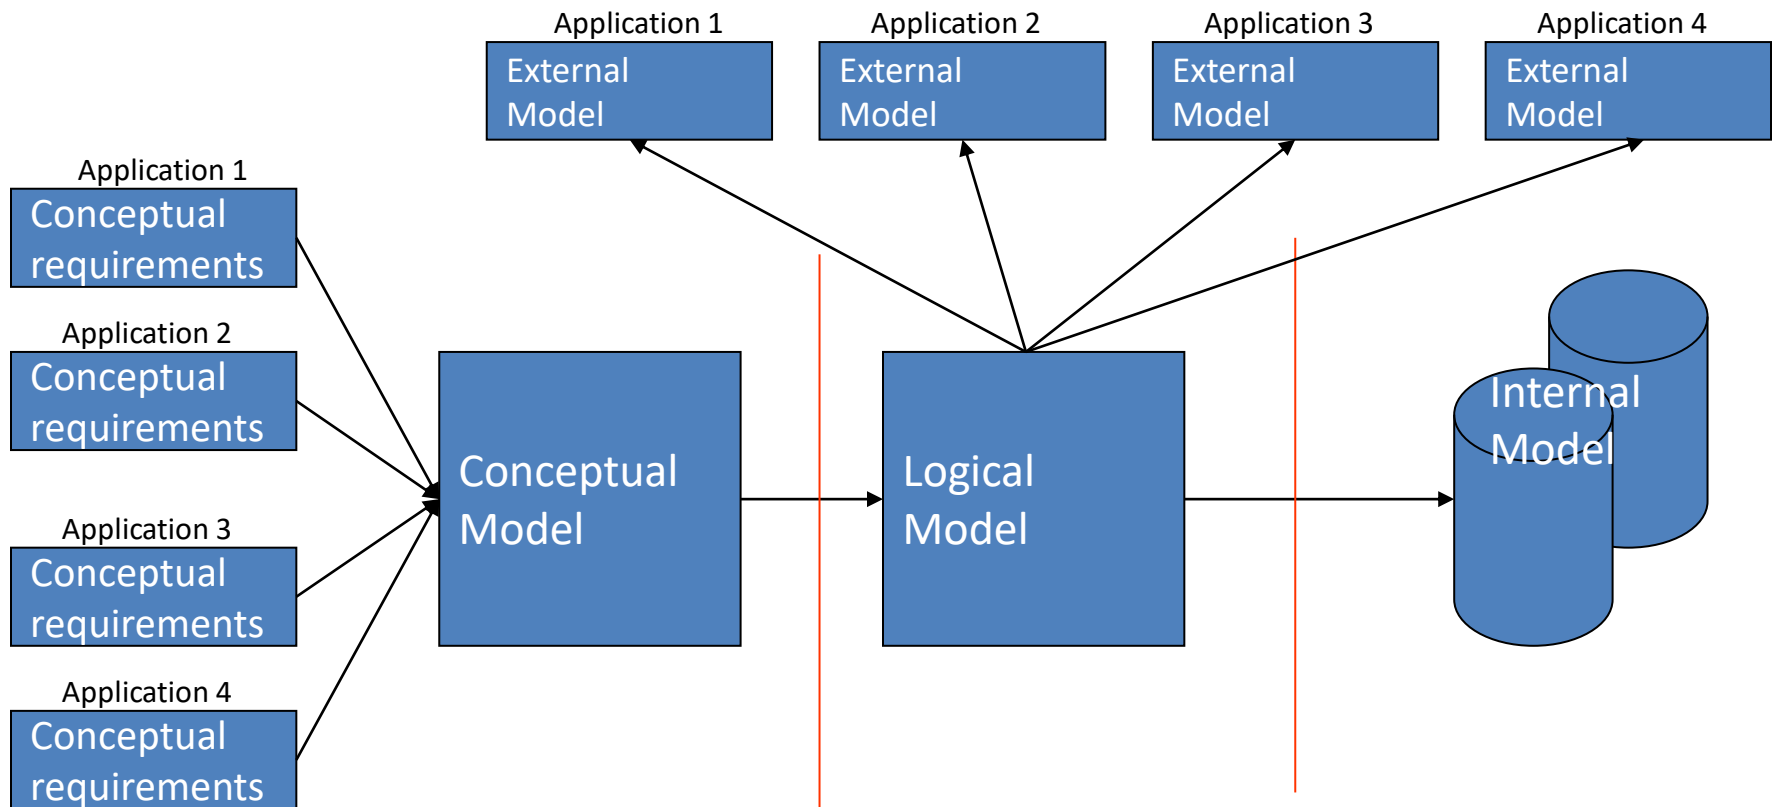 Application 1
Application 2
Application 3
Application 4
External
Model
External
Model
External
Model
External
Model
Application 1
Conceptual
requirements
Application 2
Conceptual
requirements
Application 3
Conceptual
requirements
Application 4
Conceptual
requirements
Conceptual
Model
Logical
Model
Internal
Model